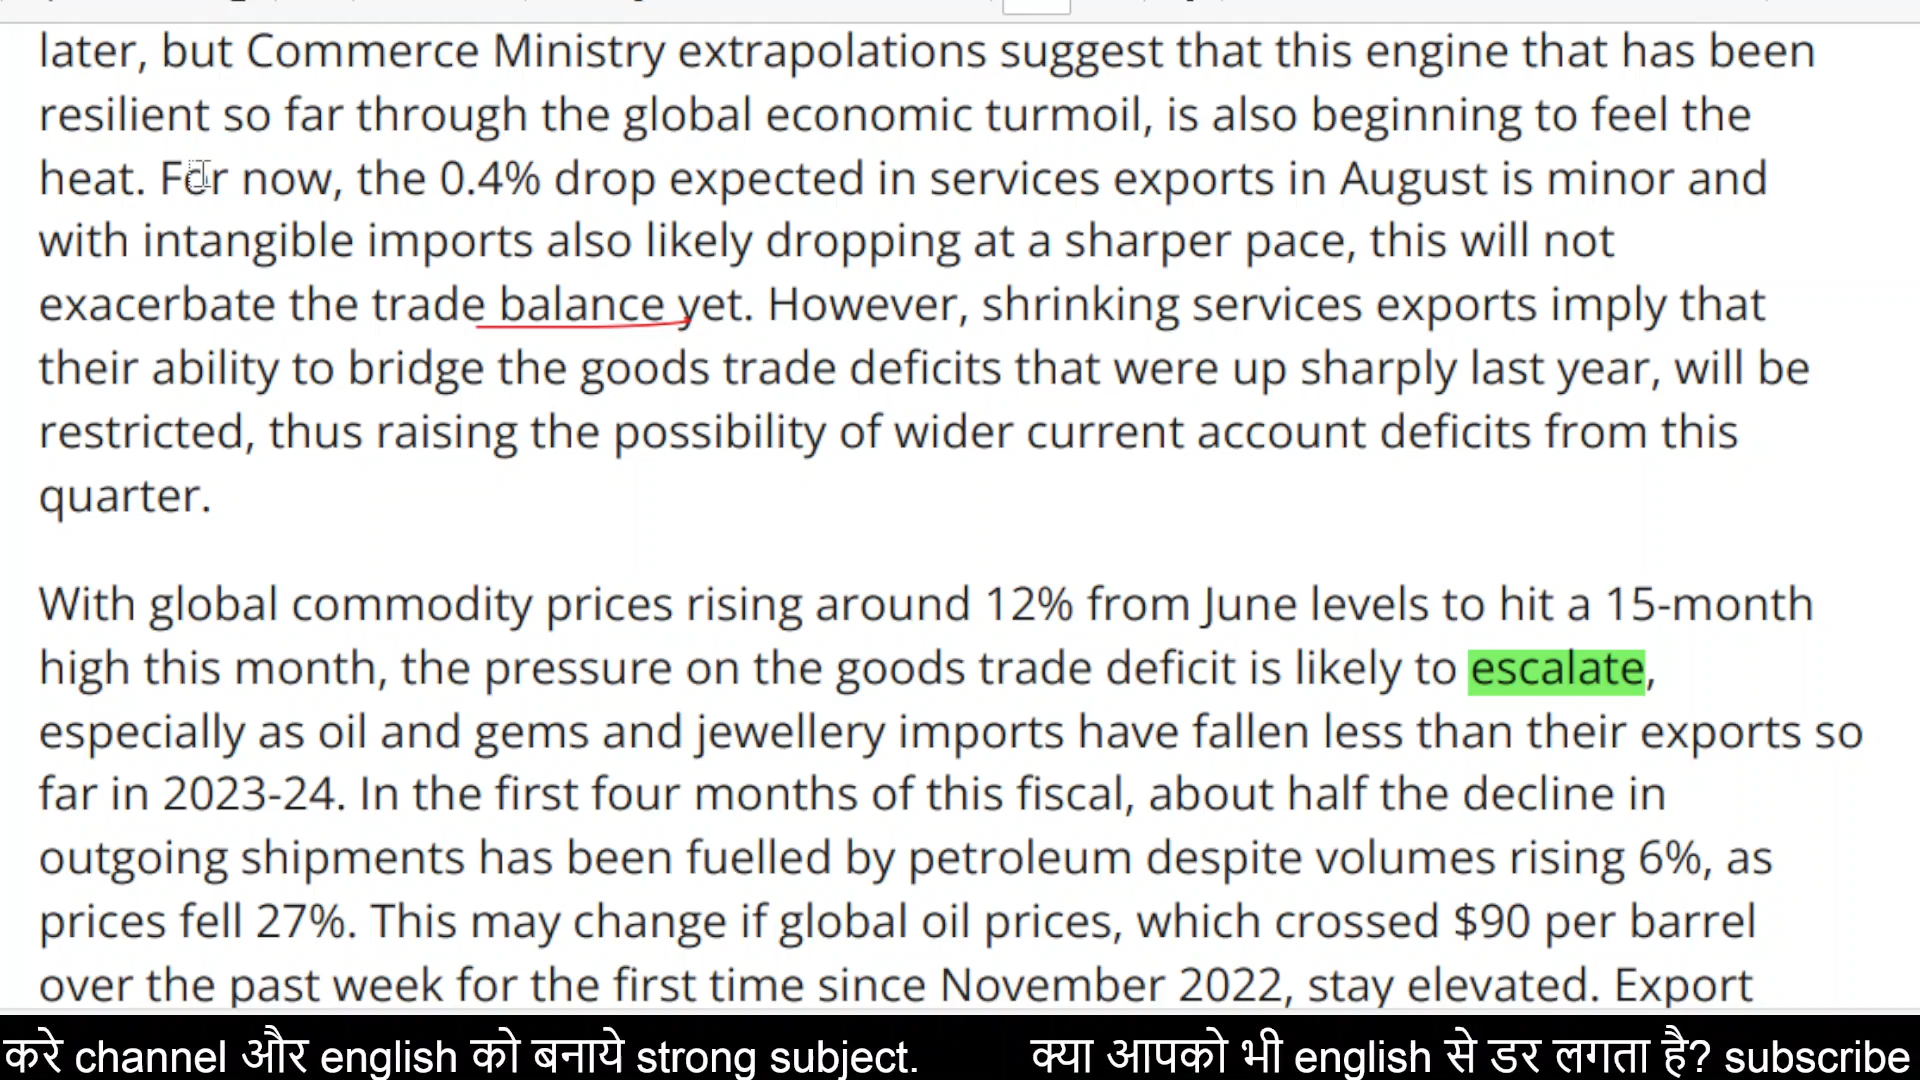 later, but Commerce Ministry extrapolations suggest that this engine that has been
resilient so far through the global economic turmoil, is also beginning to feel the
heat. For now, the 0.4% drop expected in services exports in August is minor and
with intangible imports also likely dropping at a sharper pace, this will not
exacerbate the trade balance yet. However, shrinking services exports imply that
their ability to bridge the goods trade deficits that were up sharply last year, will be
restricted, thus raising the possibility of wider current account deficits from this
quarter.
With global commodity prices rising around 12% from June levels to hit a 15-month
high this month, the pressure on the goods trade deficit is likely to escalate,
especially as oil and gems and jewellery imports have fallen less than their exports so
far in 2023-24. In the first four months of this fiscal, about half the decline in
outgoing shipments has been fuelled by petroleum despite volumes rising 6%, as
prices fell 27%. This may change if global oil prices, which crossed $90 per barrel
over the past week for the first time since November 2022, stay elevated. Export
करे channel और english को बनाये strong subject. क्या आपको भी english से डर लगता है? subscribe